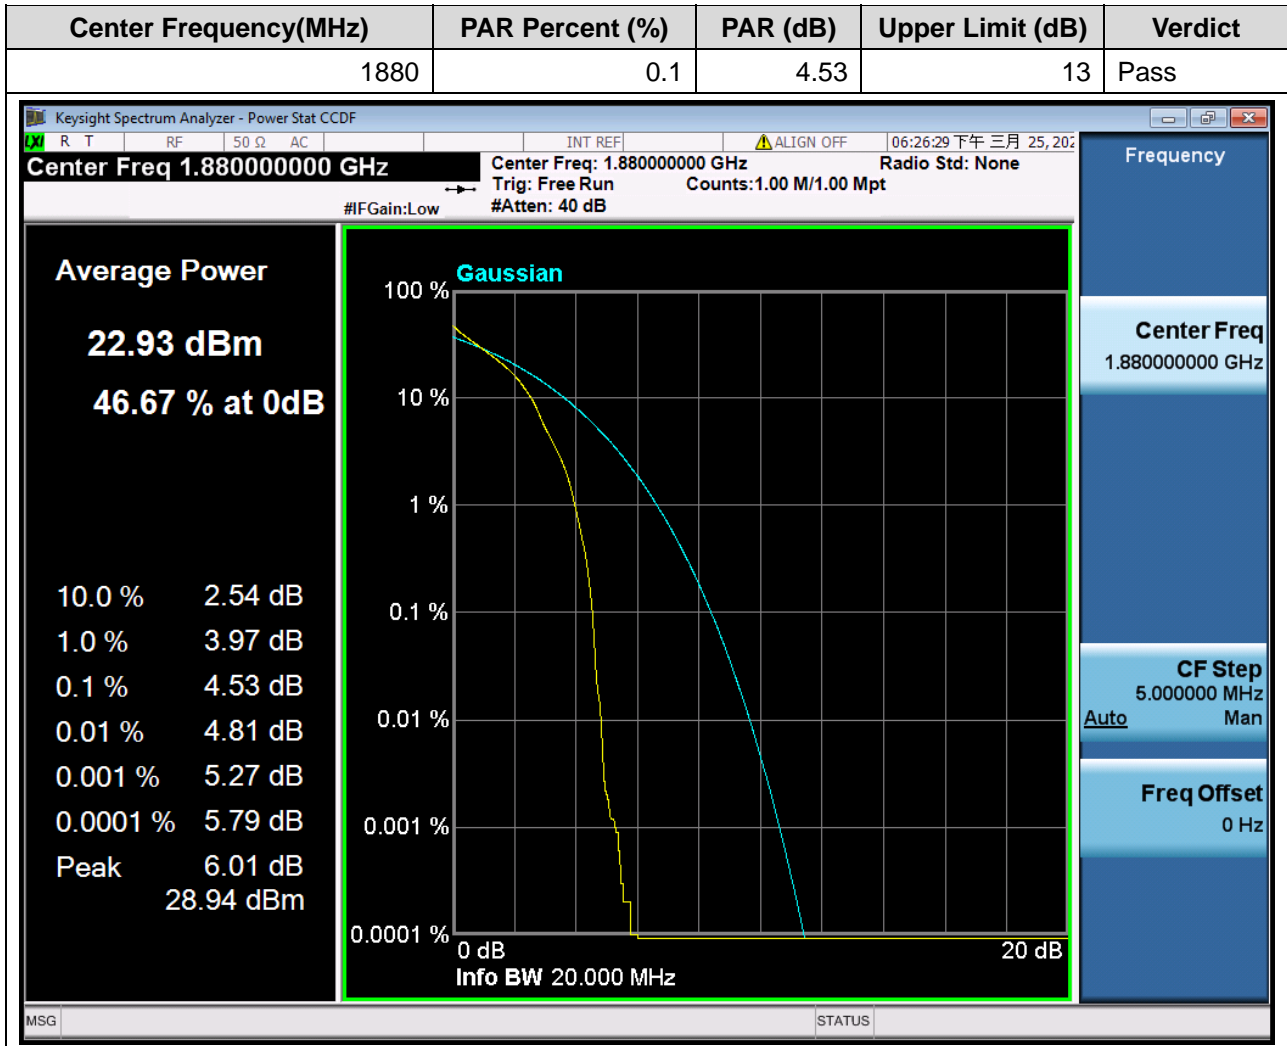 Center Frequency(MHz) PAR Percent (%) PAR (dB) Upper Limit (dB) Verdict
1880 0.1 4.53 13 Pass
Keysight Spectrum Analyzer - Power Stat CCDF
LXI R T RF 50 Ω AC INT REF ALIGN OFF 06:26:29 下午 三月 25, 202
Center Freq 1.880000000 GHz
Center Freq: 1.880000000 GHz Radio Std: None
Trig: Free Run Counts:1.00 M/1.00 Mpt
#IFGain:Low #Atten: 40 dB
Average Power
22.93 dBm
46.67 % at 0dB
10.0 % 2.54 dB
1.0 % 3.97 dB
0.1 % 4.53 dB
0.01 % 4.81 dB
0.001 % 5.27 dB
0.0001 % 5.79 dB
Peak 6.01 dB
28.94 dBm
Gaussian
100 %
10 %
1 %
0.1 %
0.01 %
0.001 %
0.0001 %
0 dB 20 dB
Info BW 20.000 MHz
Frequency
Center Freq
1.880000000 GHz
CF Step
5.000000 MHz
Auto Man
Freq Offset
0 Hz
MSG STATUS